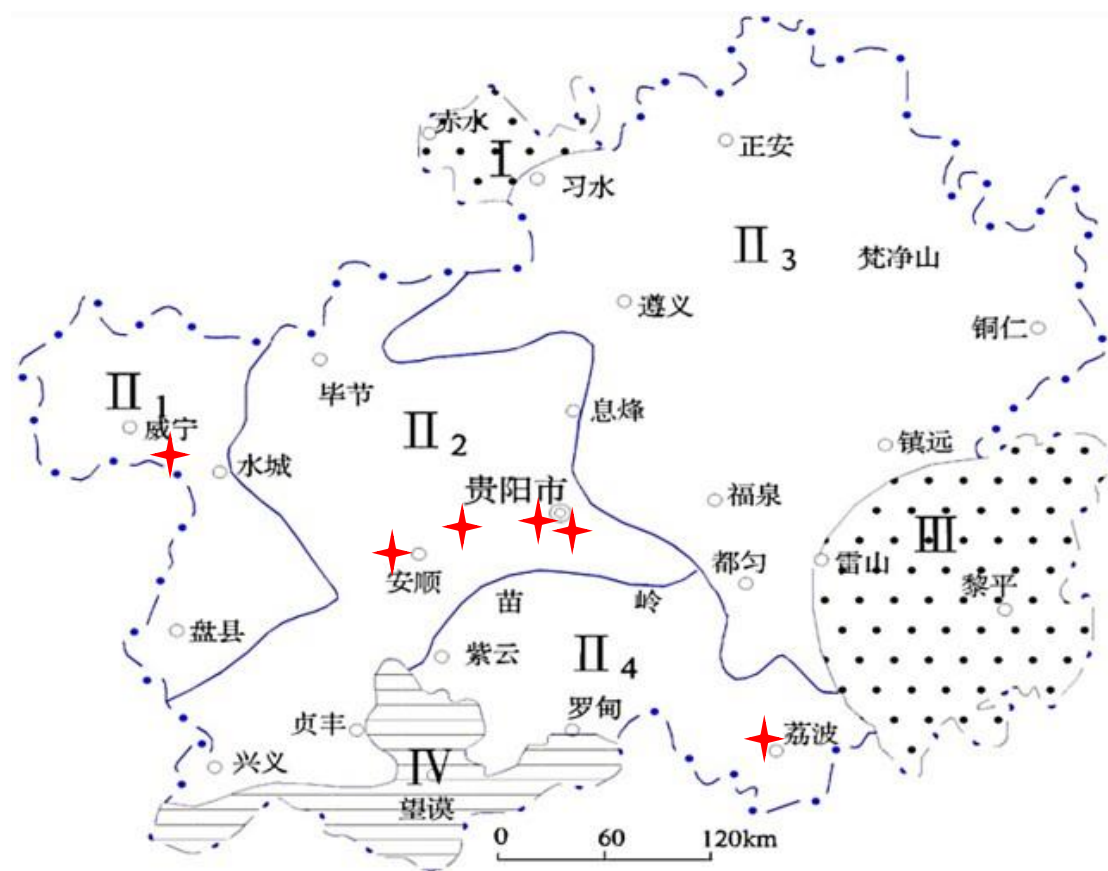 赤水
Ⅰ
习水
正安
Ⅱ3
梵净山
遵义
铜仁
Ⅱ1
威宁
毕节
Ⅱ2
息烽
水城
贵阳市
镇远
福泉
Ⅲ
安顺
都匀
雷山
黎平
苗岭
盘县
紫云
Ⅱ4
贞丰
罗甸
荔波
兴义
Ⅳ
望谟
0 60 120km